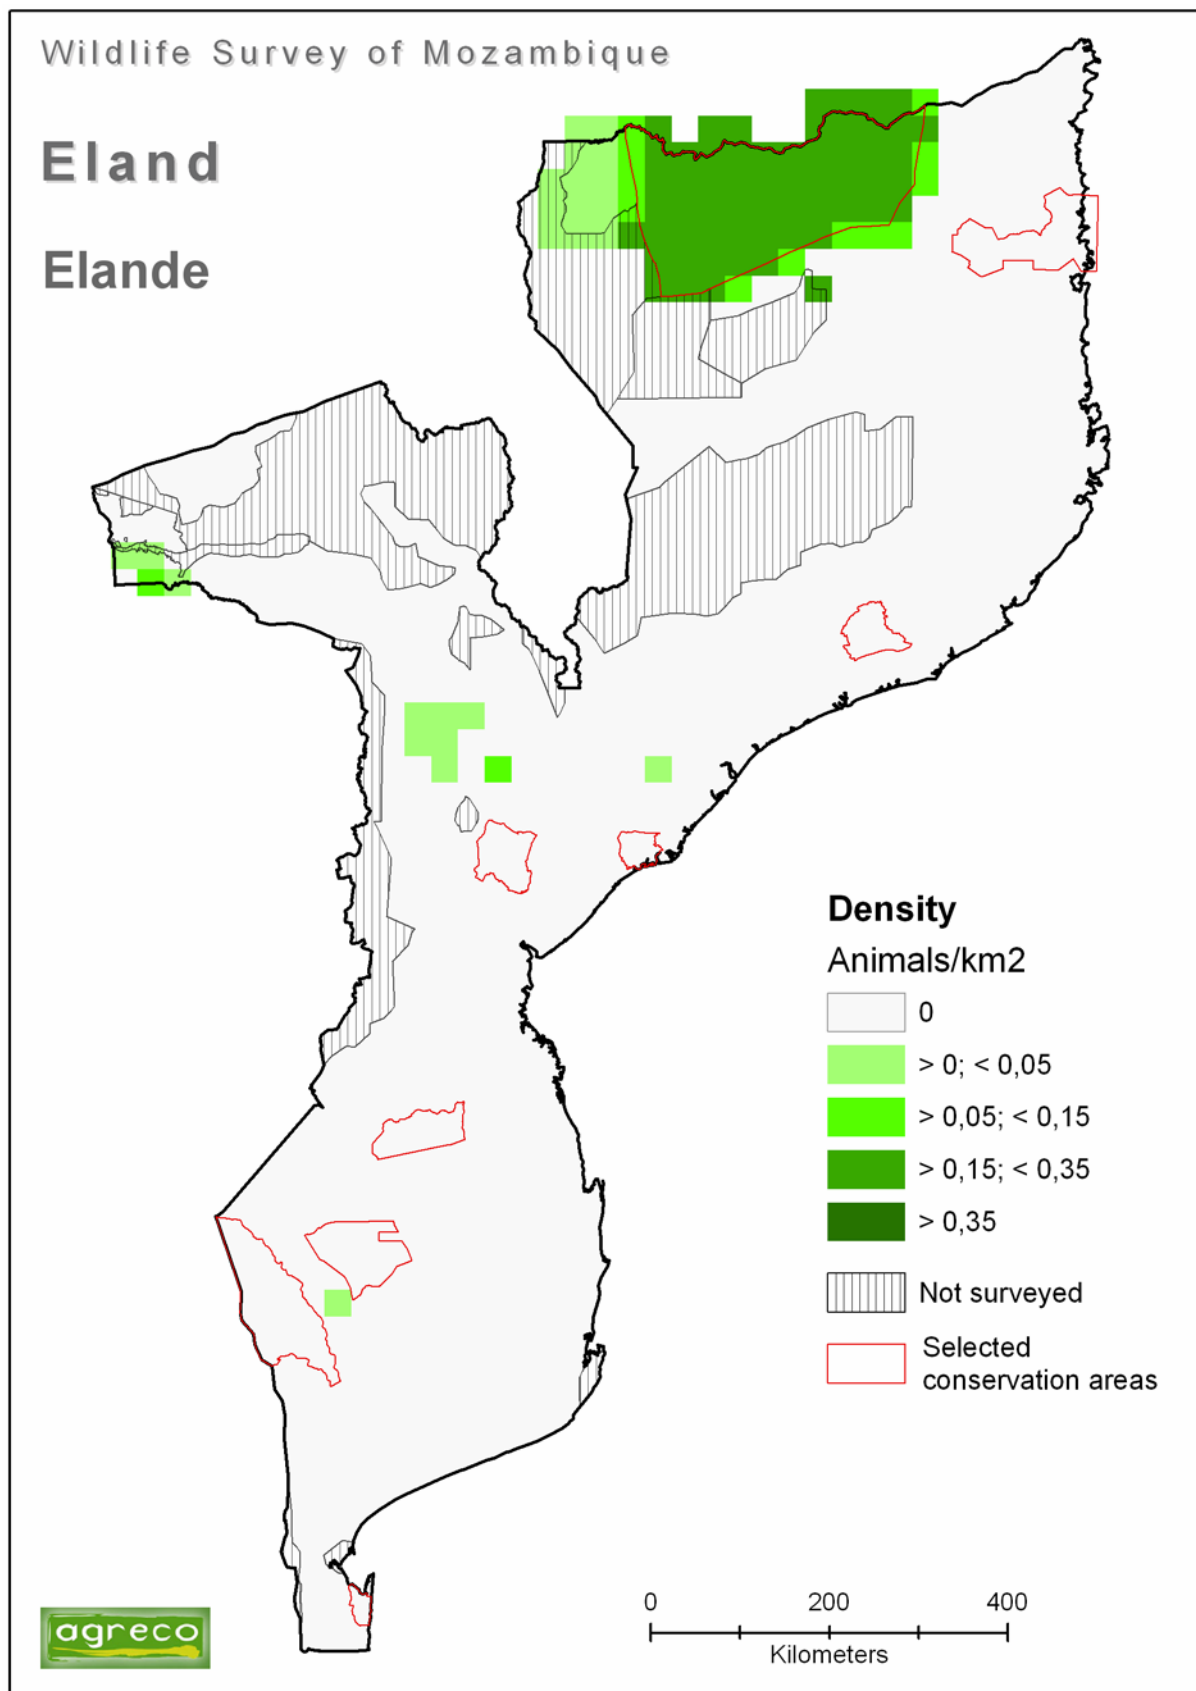 Wildlife Survey of Mozambique
Eland
Elande
Density
Animals/km2
0
> 0; < 0,05
> 0,05; < 0,15
> 0,15; < 0,35
> 0,35
Not surveyed
Selected
conservation areas
0 200 400
Kilometers
agreco